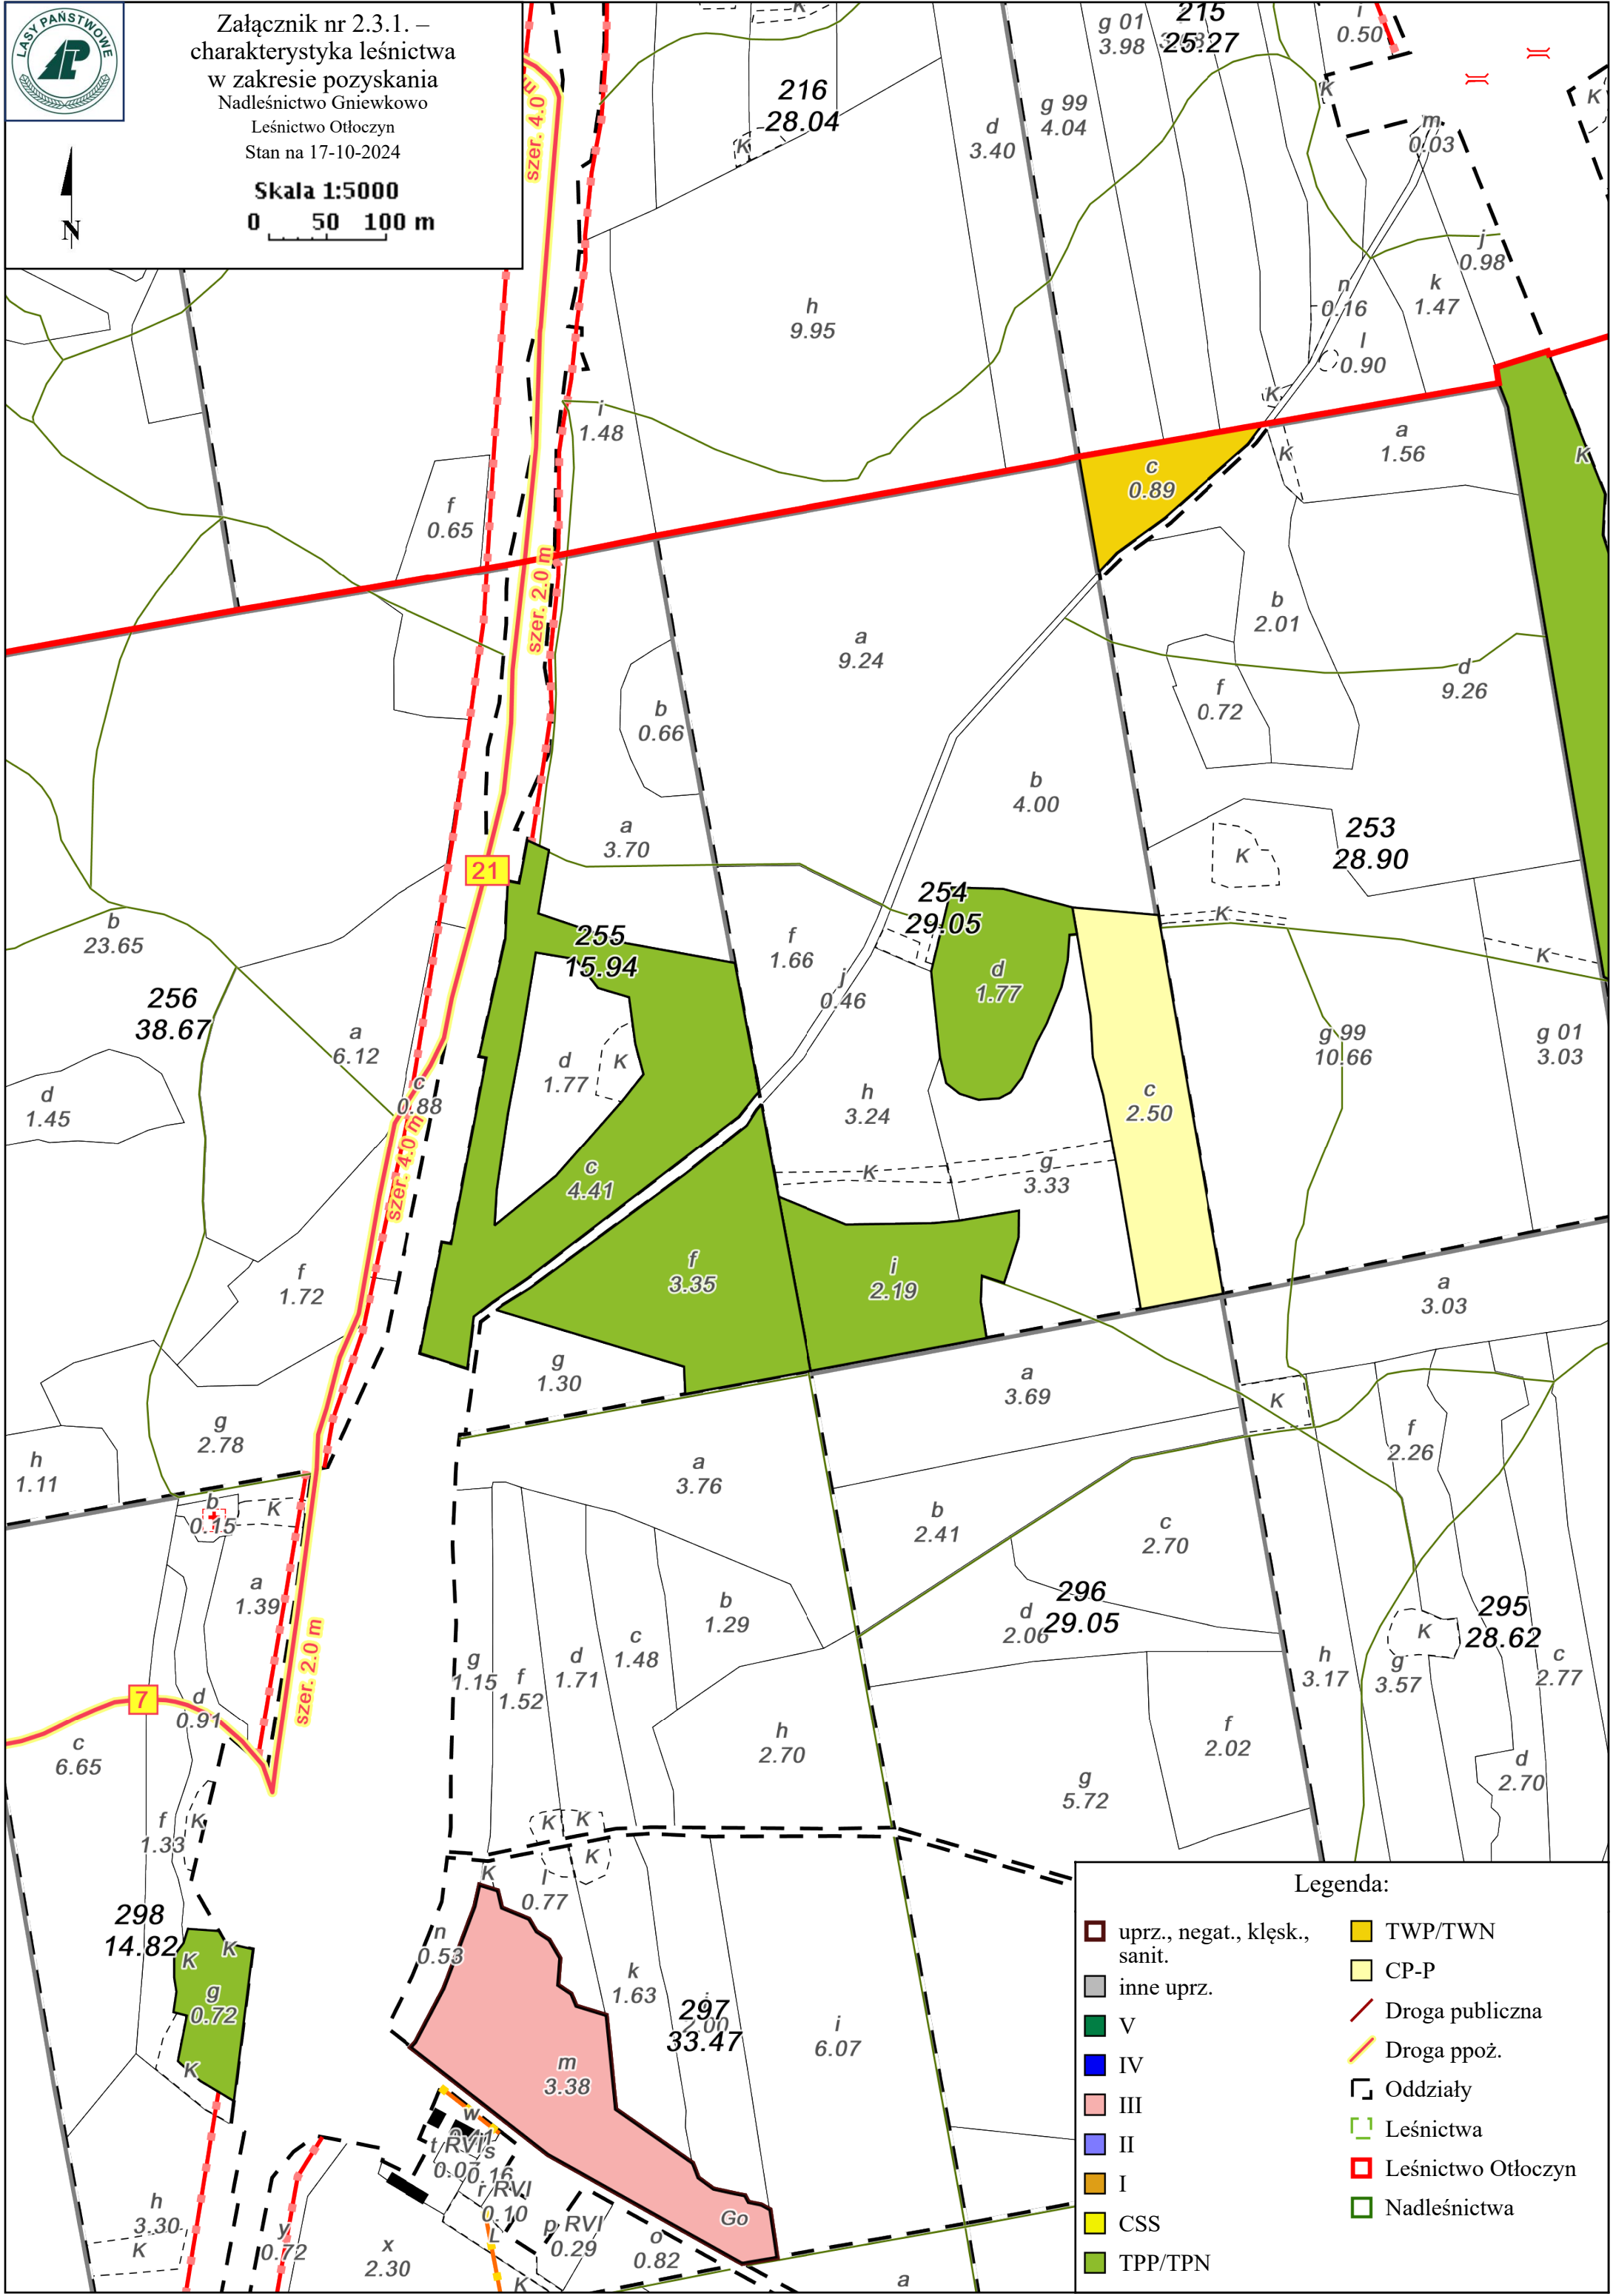 LASY PAŃSTWOWE
Załącznik nr 2.3.1. –
charakterystyka leśnictwa
w zakresie pozyskania
Nadleśnictwo Gniewkowo
Leśnictwo Otłoczyn
Stan na 17-10-2024
Skala 1:5000
0 50 100 m
N
szer. 4.0
K
216
28.04
K
d
3.40
g 01
3.98
215
25.27
g 99
4.04
i
0.50
K
K
m
0.03
j
0.98
k
1.47
n
0.16
l
0.90
K
h
9.95
i
1.48
f
0.65
szer. 2.0 m
c
0.89
K
a
1.56
K
b
2.01
d
9.26
f
0.72
a
9.24
b
0.66
b
4.00
a
3.70
253
28.90
K
21
254
29.05
255
15.94
K
K
b
23.65
256
38.67
f
1.66
j
0.46
d
1.77
g 99
10.66
g 01
3.03
a
6.12
d
1.77
K
d
1.45
c
0.88
szer. 4.0 m
h
3.24
c
2.50
K
g
3.33
c
4.41
f
3.35
i
2.19
f
1.72
a
3.03
g
1.30
a
3.69
K
g
2.78
h
1.11
f
2.26
a
3.76
b
0.15
K
b
2.41
c
2.70
a
1.39
szer. 2.0 m
b
1.29
296
29.05
d
2.06
295
28.62
K
c
1.48
d
1.71
g
1.15
f
1.52
h
3.17
g
3.57
c
2.77
7
d
0.91
c
6.65
h
2.70
f
2.02
d
2.70
g
5.72
f
1.33
K
K
K
K
K
l
0.77
298
14.82
K
K
g
0.72
K
n
0.53
k
1.63
297
33.47
i
6.07
m
3.38
w
t RVI
s
0.16
r RVI
0.10
p RVI
0.29
o
0.82
Go
L
K
h
3.30
K
y
0.72
x
2.30
a
Legenda:
uprz., negat., klęsk.,
sanit.
inne uprz.
V
IV
III
II
I
CSS
TPP/TPN
TWP/TWN
CP-P
Droga publiczna
Droga ppoż.
Oddziały
Leśnictwa
Leśnictwo Otłoczyn
Nadleśnictwa